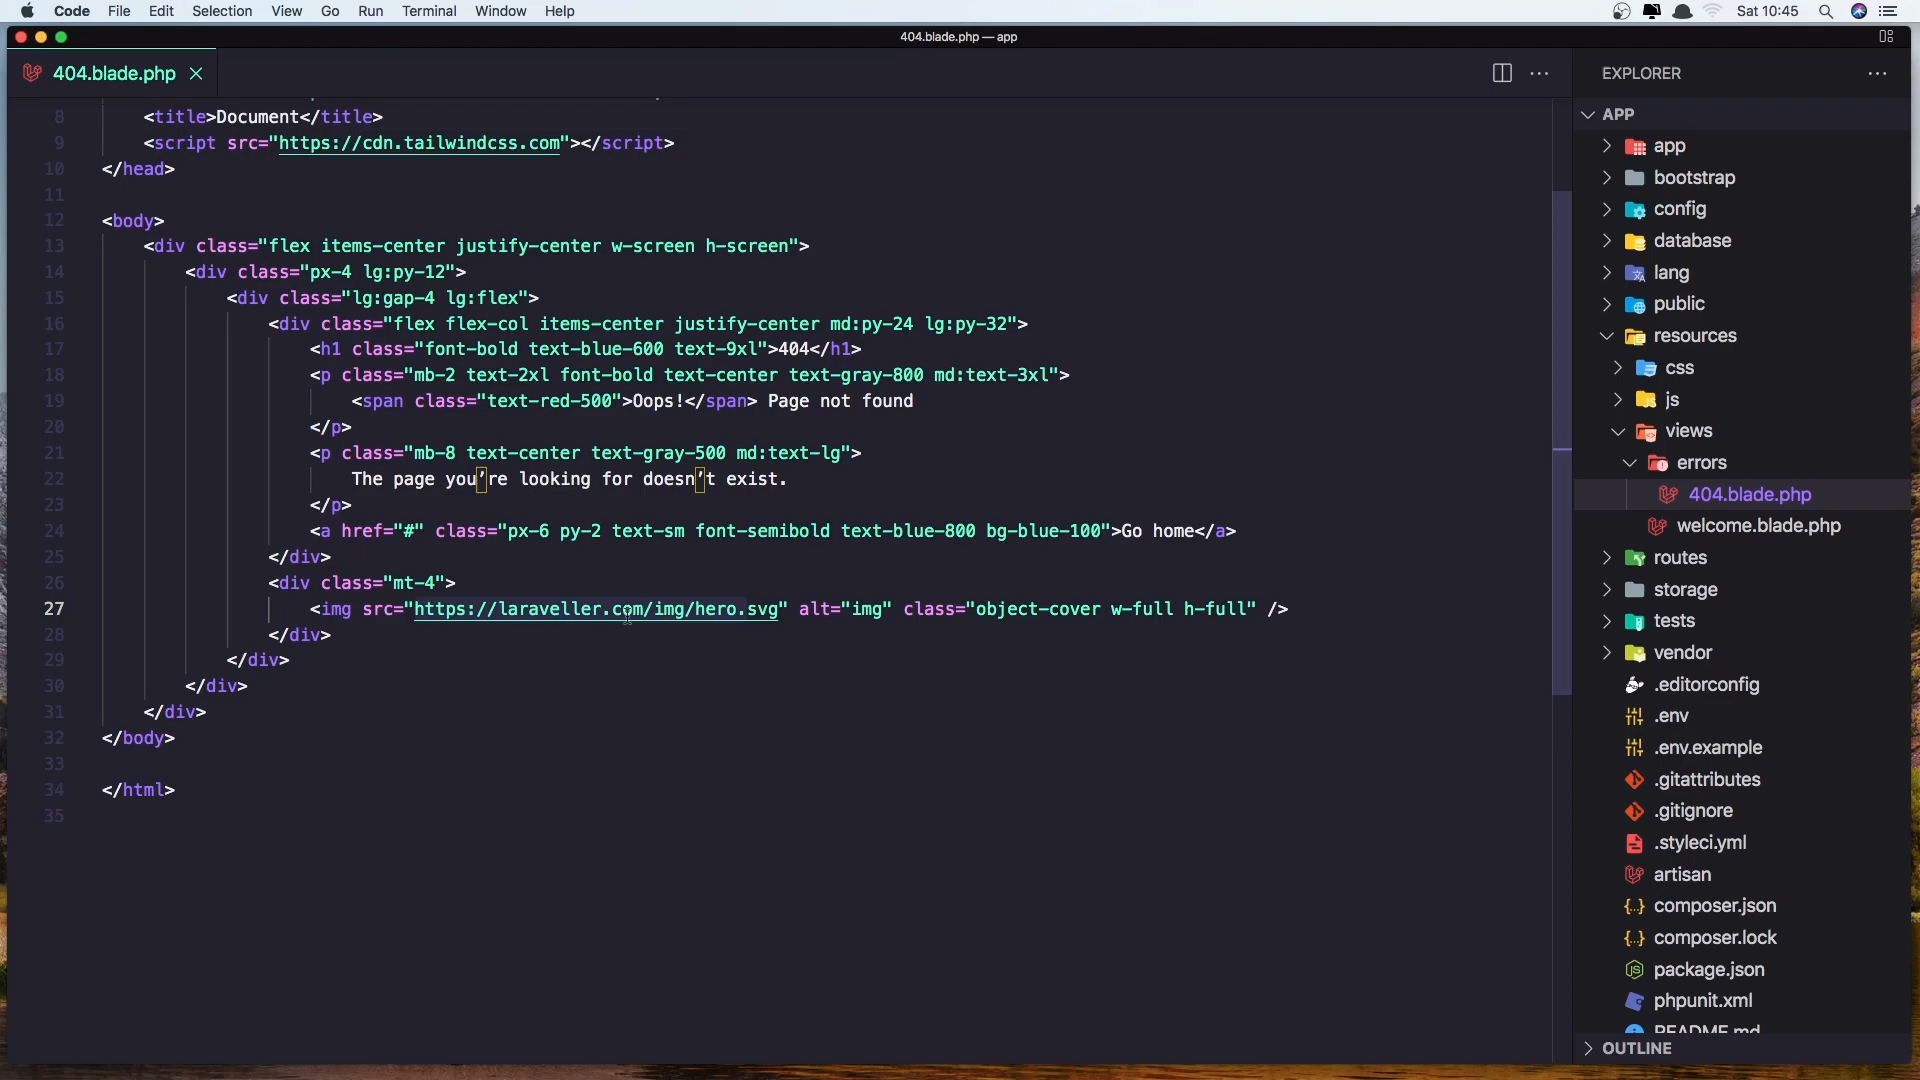 Code File Edit Selection View Go Run Terminal Window Help Sat 10:45
404.blade.php — app
404.blade.php
8 <title>Document</title>
9 <script src="https://cdn.tailwindcss.com"></script>
10 </head>
11
12 <body>
13 <div class="flex items-center justify-center w-screen h-screen">
14 <div class="px-4 lg:py-12">
15 <div class="lg:gap-4 lg:flex">
16 <div class="flex flex-col items-center justify-center md:py-24 lg:py-32">
17 <h1 class="font-bold text-blue-600 text-9xl">404</h1>
18 <p class="mb-2 text-2xl font-bold text-center text-gray-800 md:text-3xl">
19 <span class="text-red-500">Oops!</span> Page not found
20 </p>
21 <p class="mb-8 text-center text-gray-500 md:text-lg">
22 The page you’re looking for doesn’t exist.
23 </p>
24 <a href="#" class="px-6 py-2 text-sm font-semibold text-blue-800 bg-blue-100">Go home</a>
25 </div>
26 <div class="mt-4">
27 <img src="https://laraveller.com/img/hero.svg" alt="img" class="object-cover w-full h-full" />
28 </div>
29 </div>
30 </div>
31 </div>
32 </body>
33
34 </html>
35
EXPLORER
APP
app
bootstrap
config
database
lang
public
resources
css
js
views
errors
404.blade.php
welcome.blade.php
routes
storage
tests
vendor
.editorconfig
.env
.env.example
.gitattributes
.gitignore
.styleci.yml
artisan
composer.json
composer.lock
package.json
phpunit.xml
README.md
OUTLINE